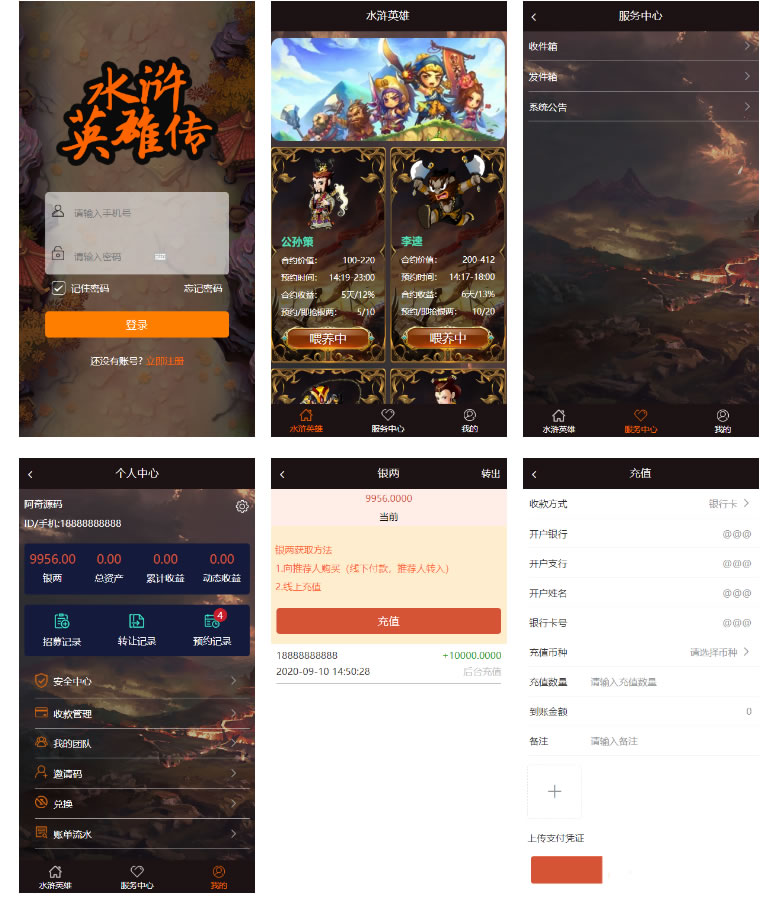 水浒
英雄传
请输入手机号
请输入密码
记住密码 忘记密码
登录
还没有账号? 立即注册
水浒英雄
公孙策
合约价值: 100-220
预约时间: 14:19-23:00
合约收益: 5天/12%
预约/即抢银两: 5/10
喂养中
李逵
合约价值: 200-412
预约时间: 14:17-18:00
合约收益: 6天/13%
预约/即抢银两: 10/20
喂养中
水浒英雄 服务中心 我的
服务中心
收件箱
发件箱
系统公告
水浒英雄 服务中心 我的
个人中心
阿奇源码
ID/手机:18888888888
9956.00 0.00 0.00 0.00
银两 总资产 累计收益 动态收益
4
招募记录 转让记录 预约记录
安全中心
收款管理
我的团队
邀请码
兑换
账单流水
水浒英雄 服务中心 我的
银两 转出
9956.0000
当前
银两获取方法
1.向推荐人购买（线下付款，推荐人转入）
2.线上充值
充值
18888888888 +10000.0000
2020-09-10 14:50:28 后台充值
充值
收款方式 银行卡
开户银行 @@@
开户支行 @@@
开户姓名 @@@
银行卡号 @@@
充值币种 请选择币种
充值数量 请输入充值数量
到账金额 0
备注 请输入备注
上传支付凭证